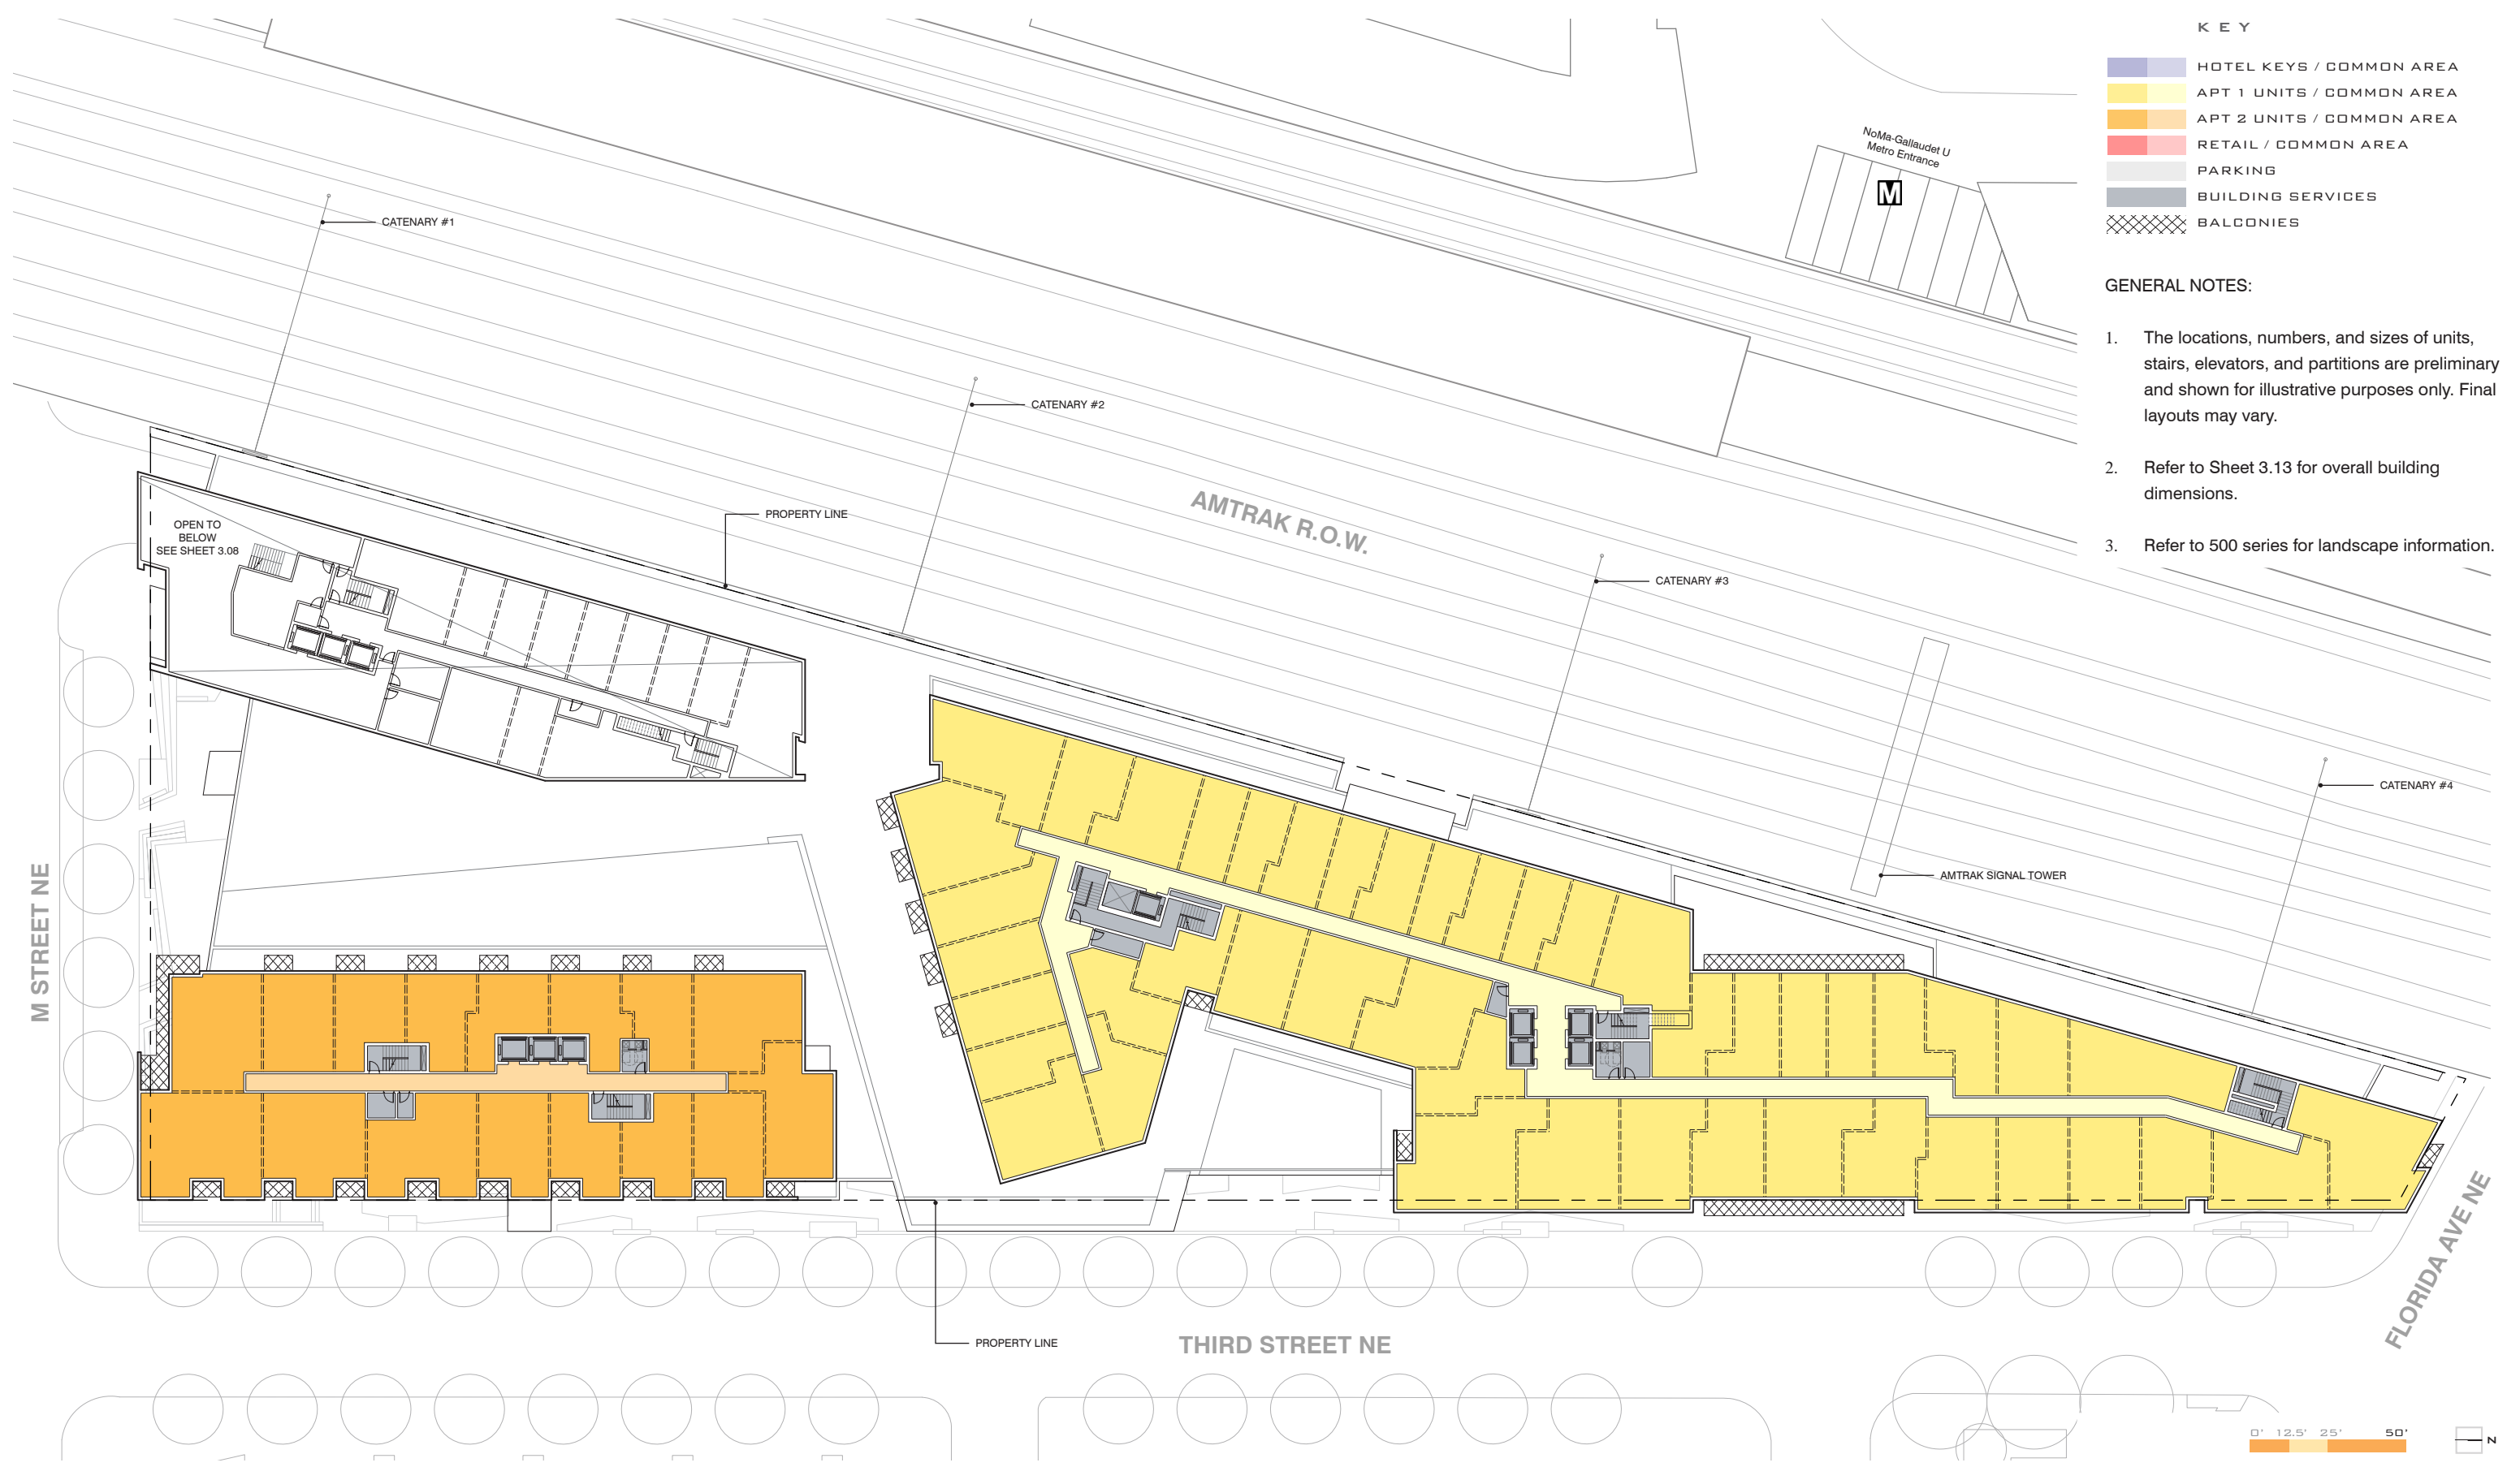 KEY
HOTEL KEYS / COMMON AREA
APT 1 UNITS / COMMON AREA
APT 2 UNITS / COMMON AREA
RETAIL / COMMON AREA
PARKING
BUILDING SERVICES
BALCONIES
GENERAL NOTES:
1. The locations, numbers, and sizes of units,
stairs, elevators, and partitions are preliminary
and shown for illustrative purposes only. Final
layouts may vary.
2. Refer to Sheet 3.13 for overall building
dimensions.
3. Refer to 500 series for landscape information.
NoMa-Gallaudet U
Metro Entrance
M
CATENARY #1
CATENARY #2
PROPERTY LINE
AMTRAK R.O.W.
OPEN TO
BELOW
SEE SHEET 3.08
CATENARY #3
CATENARY #4
AMTRAK SIGNAL TOWER
M STREET NE
PROPERTY LINE
THIRD STREET NE
FLORIDA AVE NE
0' 12.5' 25' 50'
N